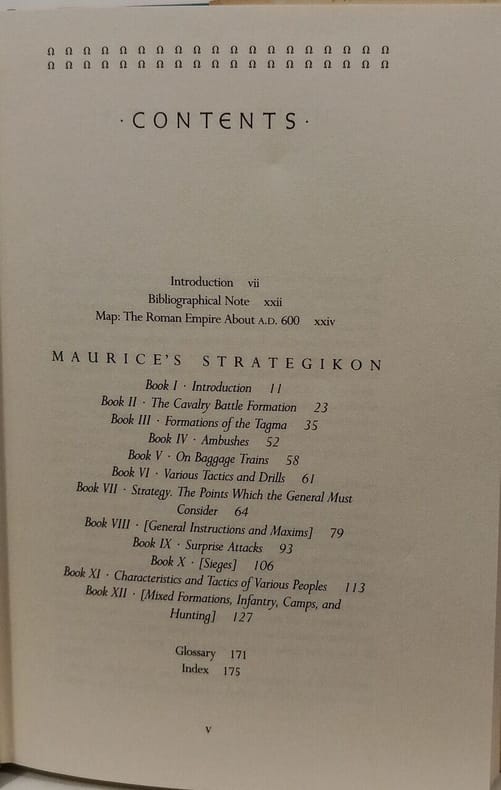 Ω Ω Ω Ω Ω Ω Ω Ω Ω Ω Ω Ω Ω Ω Ω Ω Ω Ω Ω
Ω Ω Ω Ω Ω Ω Ω Ω Ω Ω Ω Ω Ω Ω Ω Ω Ω Ω Ω
· CONTENTS ·
Introduction vii
Bibliographical Note xxii
Map: The Roman Empire About A.D. 600 xxiv
MAURICE'S STRATEGIKON
Book I · Introduction 11
Book II · The Cavalry Battle Formation 23
Book III · Formations of the Tagma 35
Book IV · Ambushes 52
Book V · On Baggage Trains 58
Book VI · Various Tactics and Drills 61
Book VII · Strategy. The Points Which the General Must
Consider 64
Book VIII · [General Instructions and Maxims] 79
Book IX · Surprise Attacks 93
Book X · [Sieges] 106
Book XI · Characteristics and Tactics of Various Peoples 113
Book XII · [Mixed Formations, Infantry, Camps, and
Hunting] 127
Glossary 171
Index 175
v